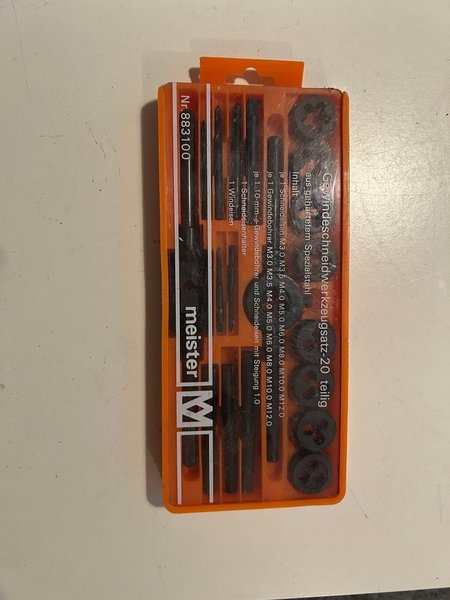 Gewindeschneidwerkzeugsatz-20 teilig
aus gehärtetem Spezialstahl
Inhalt:
je 1 Schneideisen M3.0 M3.5 M4.0 M5.0 M6.0 M8.0 M10.0 M12.0
je 1 Gewindebohrer M3.0 M3.5 M4.0 M5.0 M6.0 M8.0 M10.0 M12.0
je 1 10-mm-φ-Gewindebohrer und Schneideisen mit Steigung 1.0
1 Schneideisenhalter
1 Windeisen
Nr. 883100
meister